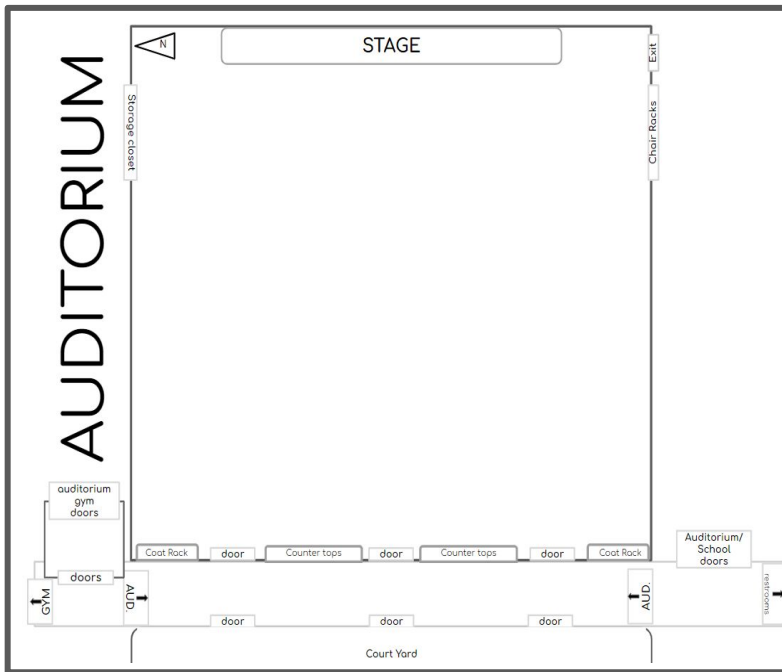 AUDITORIUM
N
STAGE
Exit
Storage closet
Chair Racks
auditorium
gym
doors
Coat Rack
door
Counter tops
door
Counter tops
door
Coat Rack
Auditorium/
School
doors
doors
GYM
AUD
AUD.
restrooms
door
door
door
Court Yard